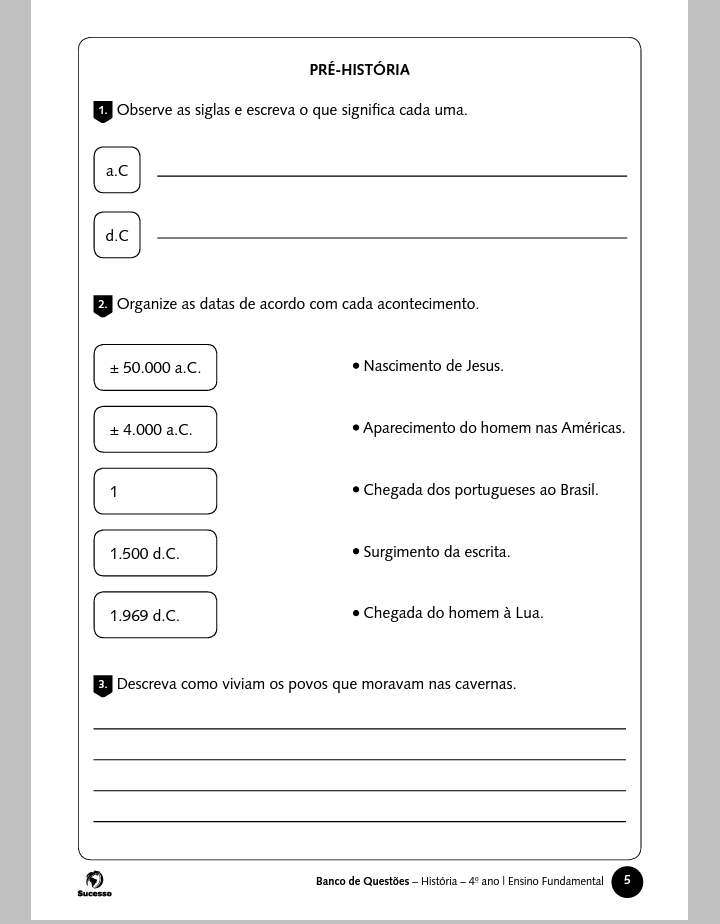 PRÉ-HISTÓRIA
1. Observe as siglas e escreva o que significa cada uma.
a.C
d.C
2. Organize as datas de acordo com cada acontecimento.
± 50.000 a.C. • Nascimento de Jesus.
± 4.000 a.C. • Aparecimento do homem nas Américas.
1 • Chegada dos portugueses ao Brasil.
1.500 d.C. • Surgimento da escrita.
1.969 d.C. • Chegada do homem à Lua.
3. Descreva como viviam os povos que moravam nas cavernas.
Sucesso
Banco de Questões – História – 4º ano | Ensino Fundamental 5